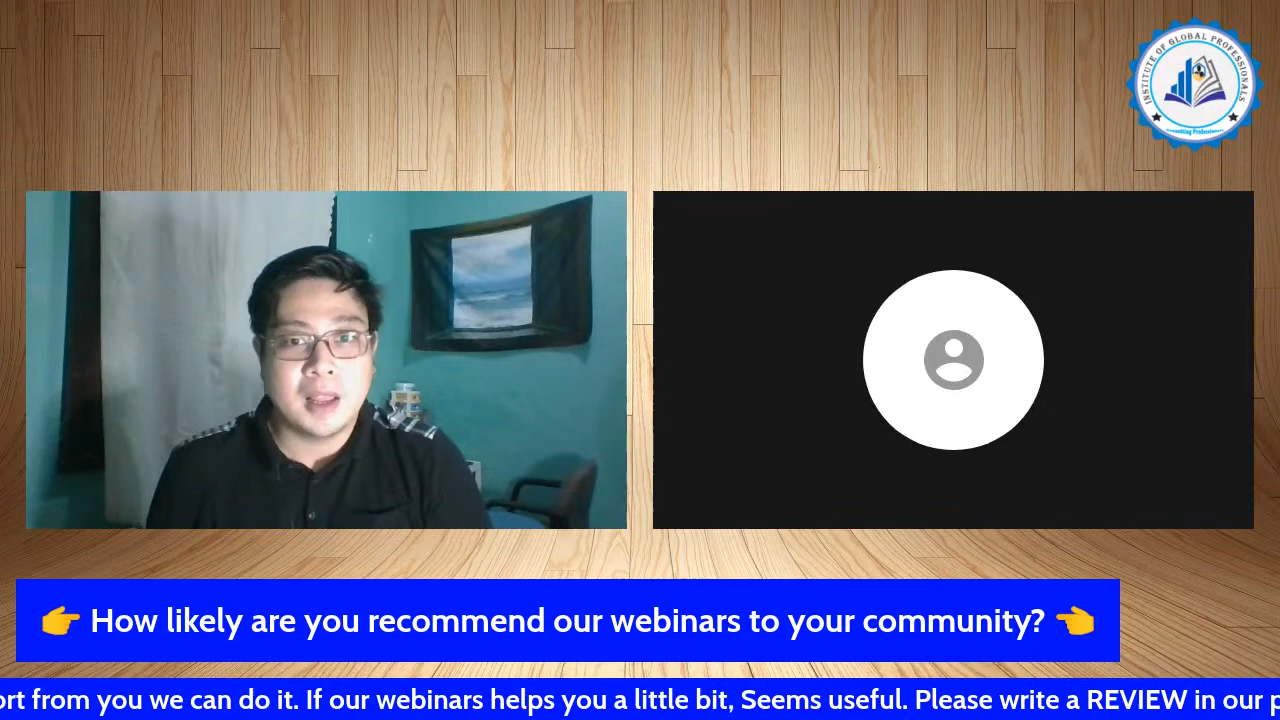 INSTITUTE OF GLOBAL PROFESSIONALS
👉 How likely are you recommend our webinars to your community? 👈
ort from you we can do it. If our webinars helps you a little bit, Seems useful. Please write a REVIEW in our p